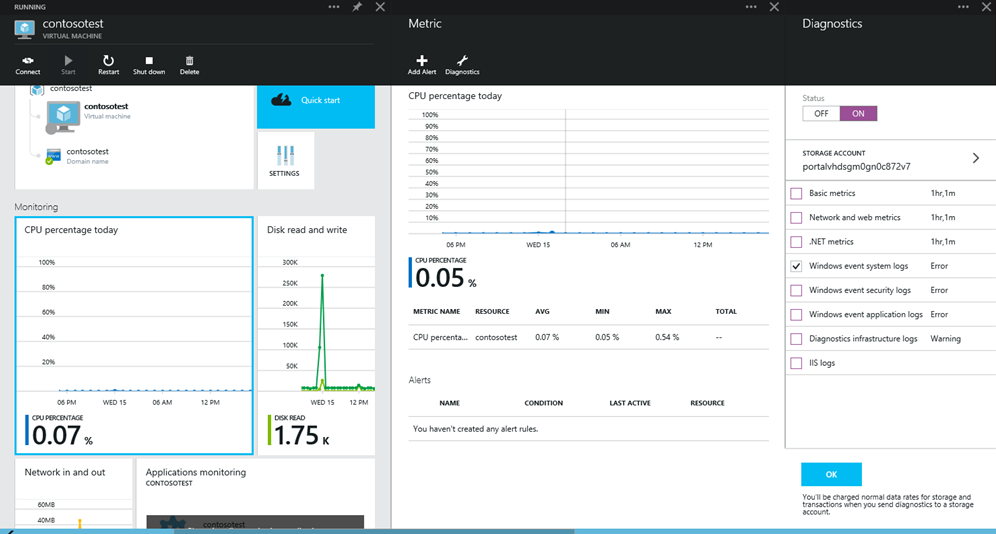 RUNNING
contosotest
VIRTUAL MACHINE
Connect
Start
Restart
Shut down
Delete
contosotest
contosotest
Virtual machine
contosotest
Domain name
Quick start
SETTINGS
Monitoring
CPU percentage today
100%
80%
60%
40%
20%
06 PM WED 15 06 AM 12 PM
CPU PERCENTAGE
0.07 %
Disk read and write
300K
250K
200K
150K
100K
50K
WED 15 12 PM
DISK READ
1.75 K
Network in and out
60MB
40MB
Applications monitoring
CONTOSOTEST
contosotest
Metric
Add Alert
Diagnostics
CPU percentage today
100%
90%
80%
70%
60%
50%
40%
30%
20%
10%
06 PM WED 15 06 AM 12 PM
CPU PERCENTAGE
0.05 %
METRIC NAME RESOURCE AVG MIN MAX TOTAL
CPU percenta... contosotest 0.07 % 0.05 % 0.54 % --
Alerts
NAME CONDITION LAST ACTIVE RESOURCE
You haven't created any alert rules.
Diagnostics
Status
OFF ON
STORAGE ACCOUNT
portalvhdsgm0gn0c872v7
Basic metrics 1hr,1m
Network and web metrics 1hr,1m
.NET metrics 1hr,1m
Windows event system logs Error
Windows event security logs Error
Windows event application logs Error
Diagnostics infrastructure logs Warning
IIS logs
OK
You'll be charged normal data rates for storage and
transactions when you send diagnostics to a storage
account.